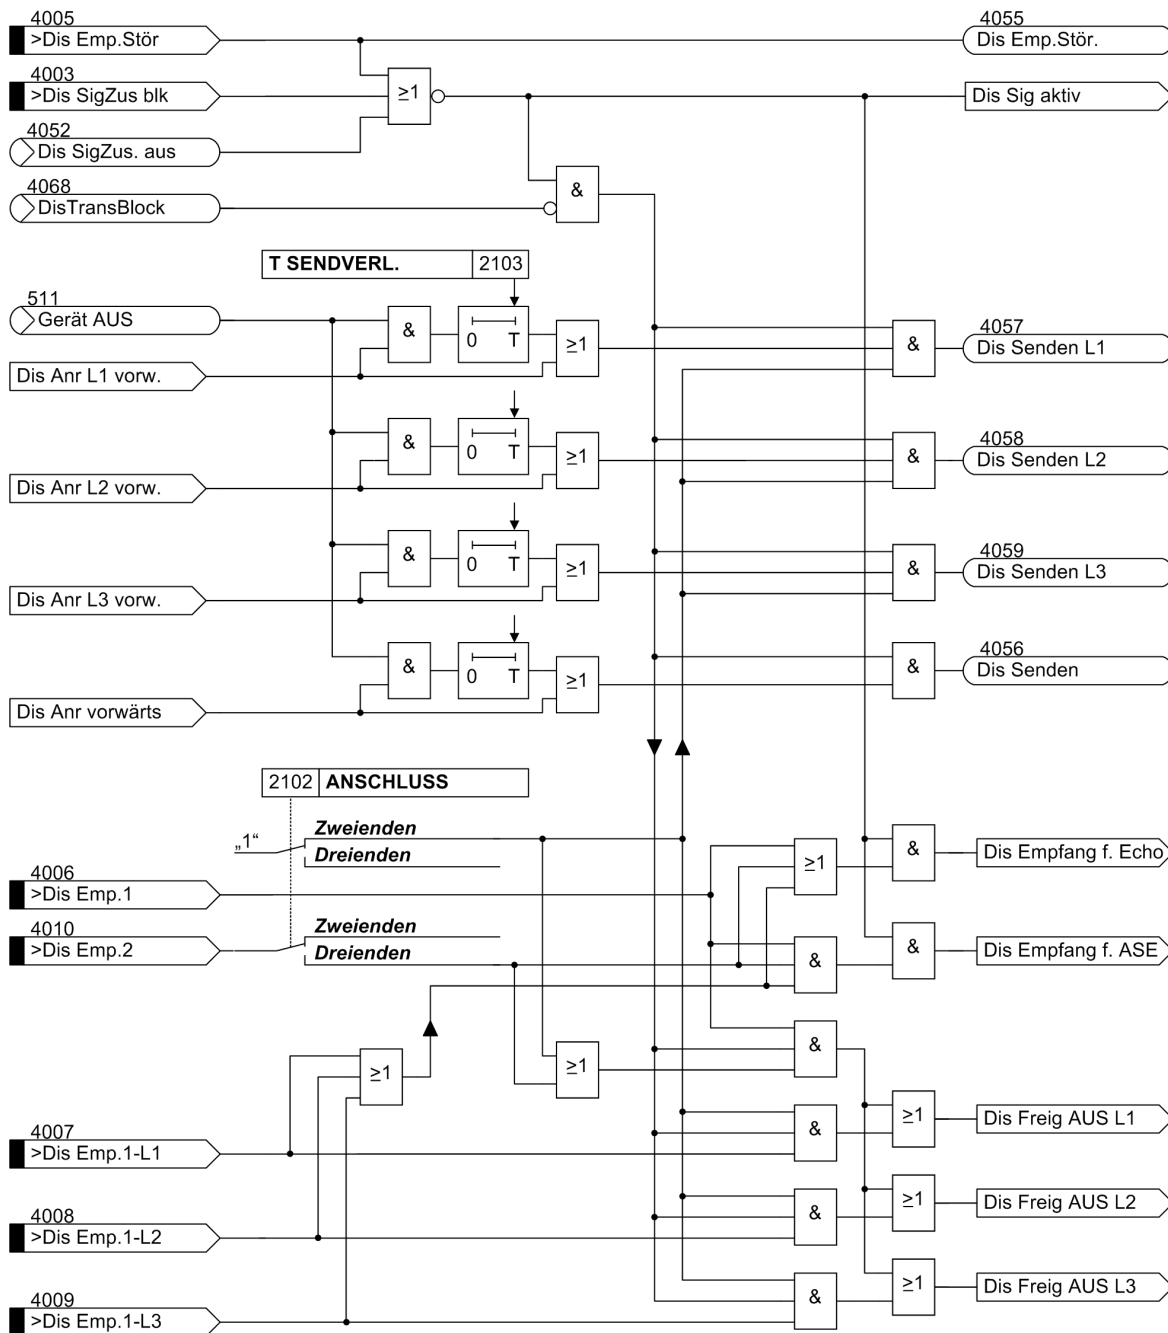 4005
>Dis Emp.Stör
4055
Dis Emp.Stör.
4003
>Dis SigZus blk
≥1
Dis Sig aktiv
4052
Dis SigZus. aus
4068
DisTransBlock
&
T SENDVERL. 2103
511
Gerät AUS
&
0 T
≥1
&
4057
Dis Senden L1
Dis Anr L1 vorw.
&
0 T
≥1
&
4058
Dis Senden L2
Dis Anr L2 vorw.
&
0 T
≥1
&
4059
Dis Senden L3
Dis Anr L3 vorw.
&
0 T
≥1
&
4056
Dis Senden
Dis Anr vorwärts
2102 ANSCHLUSS
„1“
Zweienden
Dreienden
≥1
&
Dis Empfang f. Echo
4006
>Dis Emp.1
4010
>Dis Emp.2
Zweienden
Dreienden
&
&
Dis Empfang f. ASE
≥1
≥1
&
4007
>Dis Emp.1-L1
&
≥1
Dis Freig AUS L1
4008
>Dis Emp.1-L2
&
≥1
Dis Freig AUS L2
4009
>Dis Emp.1-L3
&
≥1
Dis Freig AUS L3